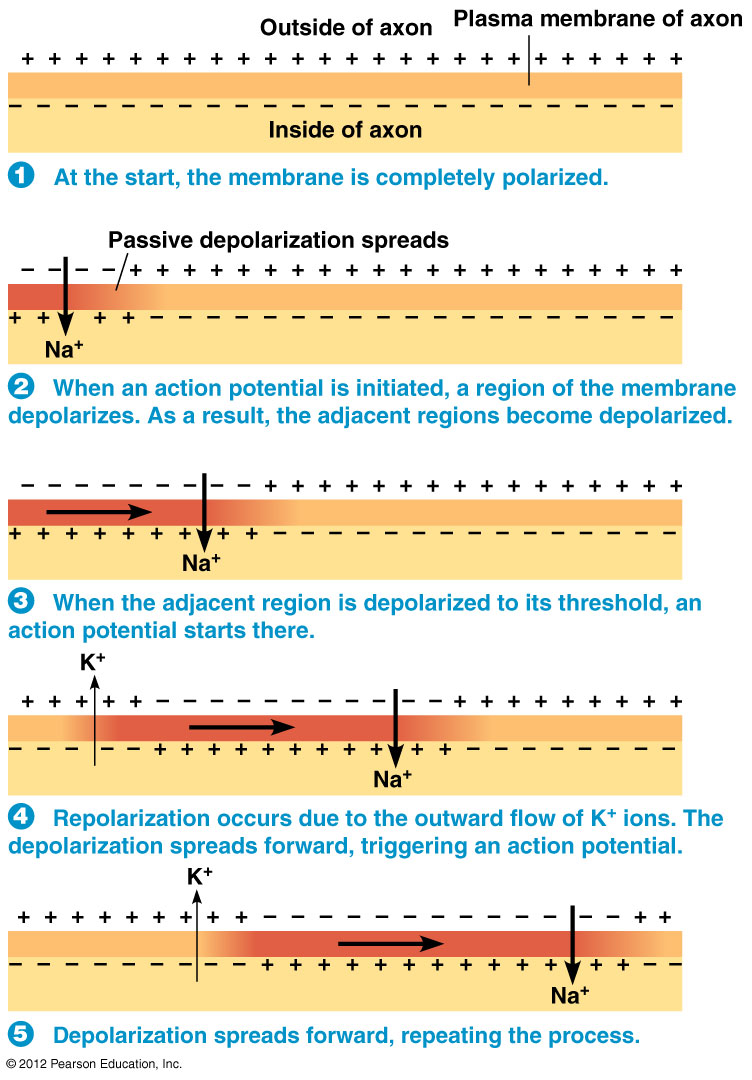 Outside of axon
Plasma membrane of axon
+ + + + + + + + + + + + + + + + + + + + + + + + +
– – – – – – – – – – – – – – – – – – – – – – – – –
Inside of axon
1 At the start, the membrane is completely polarized.
Passive depolarization spreads
– – – – + + + + + + + + + + + + + + + + + + + + +
+ + + + – – – – – – – – – – – – – – – – – – – –
Na+
2 When an action potential is initiated, a region of the membrane
depolarizes. As a result, the adjacent regions become depolarized.
– – – – – – – – – + + + + + + + + + + + + + + + +
+ + + + + + + + + – – – – – – – – – – – – – – –
Na+
3 When the adjacent region is depolarized to its threshold, an
action potential starts there.
K+
+ + + + + – – – – – – – – – – – + + + + + + + + +
– – – – – + + + + + + + + + + + – – – – – – – –
Na+
4 Repolarization occurs due to the outward flow of K+ ions. The
depolarization spreads forward, triggering an action potential.
K+
+ + + + + + + + + – – – – – – – – – – – – – – + +
– – – – – – – – – + + + + + + + + + + + + + + – –
Na+
5 Depolarization spreads forward, repeating the process.
© 2012 Pearson Education, Inc.